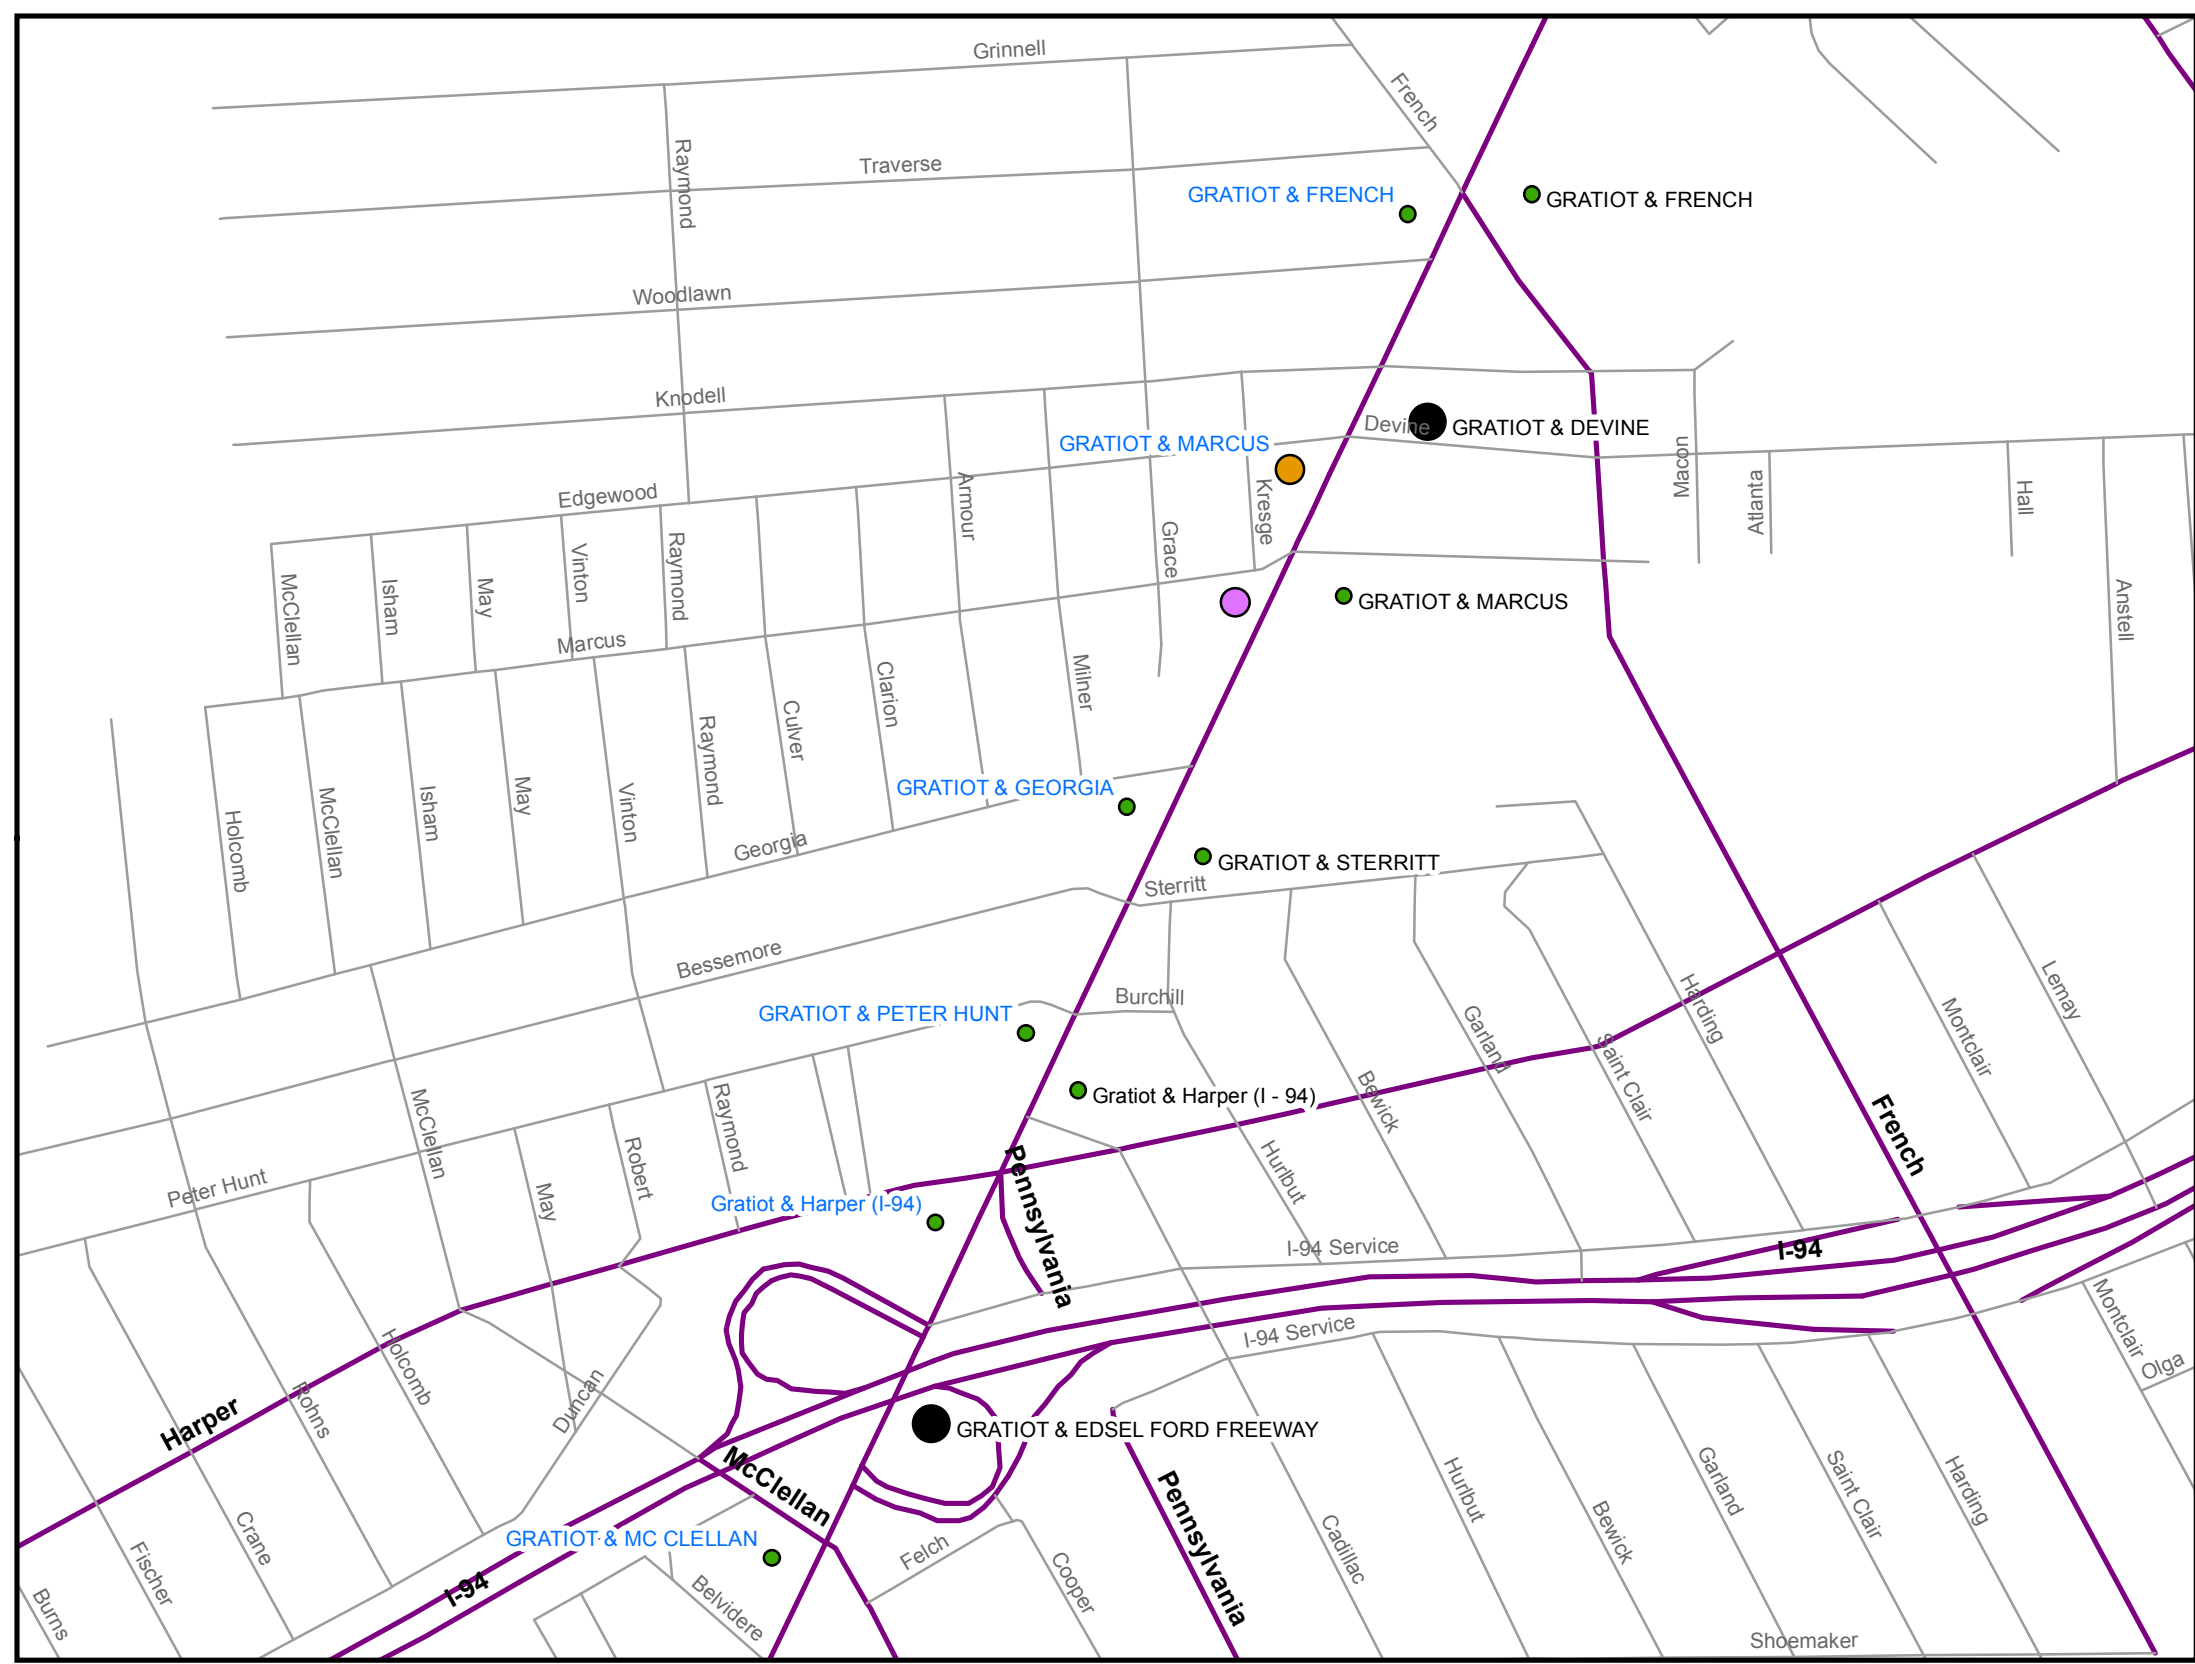 Grinnell
French
Raymond
Traverse
GRATIOT & FRENCH
GRATIOT & FRENCH
Woodlawn
Knodell
Devine
GRATIOT & DEVINE
GRATIOT & MARCUS
Macon
Atlanta
Hall
Edgewood
Armour
Kresge
Grace
McClellan
Isham
May
Vinton
Raymond
GRATIOT & MARCUS
Anstell
Marcus
Milner
Clarion
Culver
Raymond
GRATIOT & GEORGIA
Holcomb
McClellan
Isham
May
Vinton
Georgia
GRATIOT & STERRITT
Sterritt
Bessemore
Burchill
GRATIOT & PETER HUNT
Harding
Lemay
Montclair
Garland
Saint Clair
Bewick
Gratiot & Harper (I - 94)
McClellan
Raymond
Robert
French
Peter Hunt
May
Hurlbut
Pennsylvania
Gratiot & Harper (I-94)
I-94 Service
I-94
I-94 Service
Montclair
Olga
Holcomb
Rohns
Harper
Duncan
GRATIOT & EDSEL FORD FREEWAY
McClellan
Pennsylvania
Hurlbut
Garland
Saint Clair
Harding
Crane
Fischer
Burns
GRATIOT & MC CLELLAN
I-94
Felch
Belvidere
Cooper
Cadillac
Bewick
Shoemaker